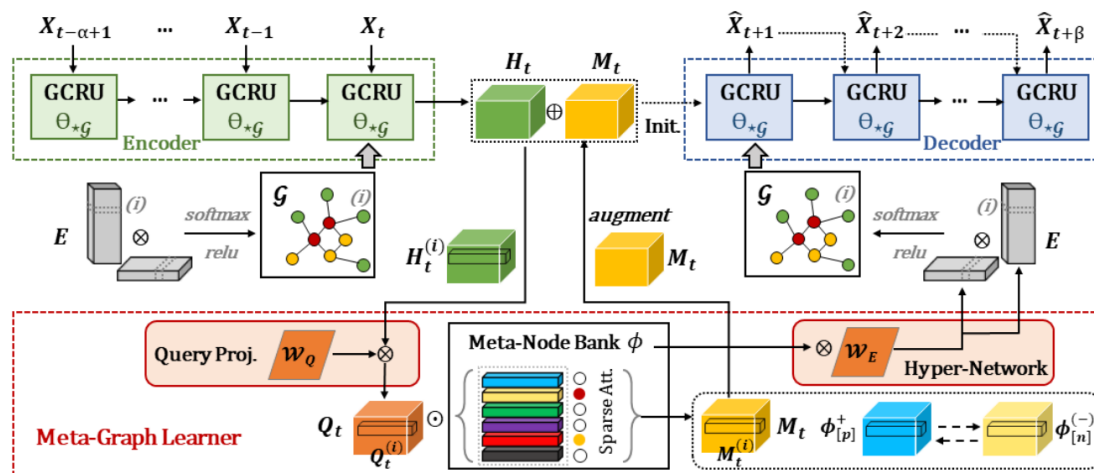 X_{t-α+1} ... X_{t-1} X_t
H_t M_t
X̂_{t+1} X̂_{t+2} ... X̂_{t+β}
GCRU ... GCRU GCRU
Θ_{⋆𝒢} Θ_{⋆𝒢} Θ_{⋆𝒢}
Encoder
⊕
Init.
GCRU GCRU ... GCRU
Θ_{⋆𝒢} Θ_{⋆𝒢} Θ_{⋆𝒢}
Decoder
E (i) ⊗
softmax
relu
𝒢 (i)
H_t^{(i)}
augment
M_t
𝒢 (i)
softmax
relu
⊗ (i) E
Query Proj. 𝒲_Q ⊗
Meta-Node Bank ϕ
⊗ 𝒲_E
Hyper-Network
Meta-Graph Learner
Q_t Q_t^{(i)} ⊙
Sparse Att.
M_t^{(i)} M_t
ϕ_{[p]}^{+} ϕ_{[n]}^{(-)}